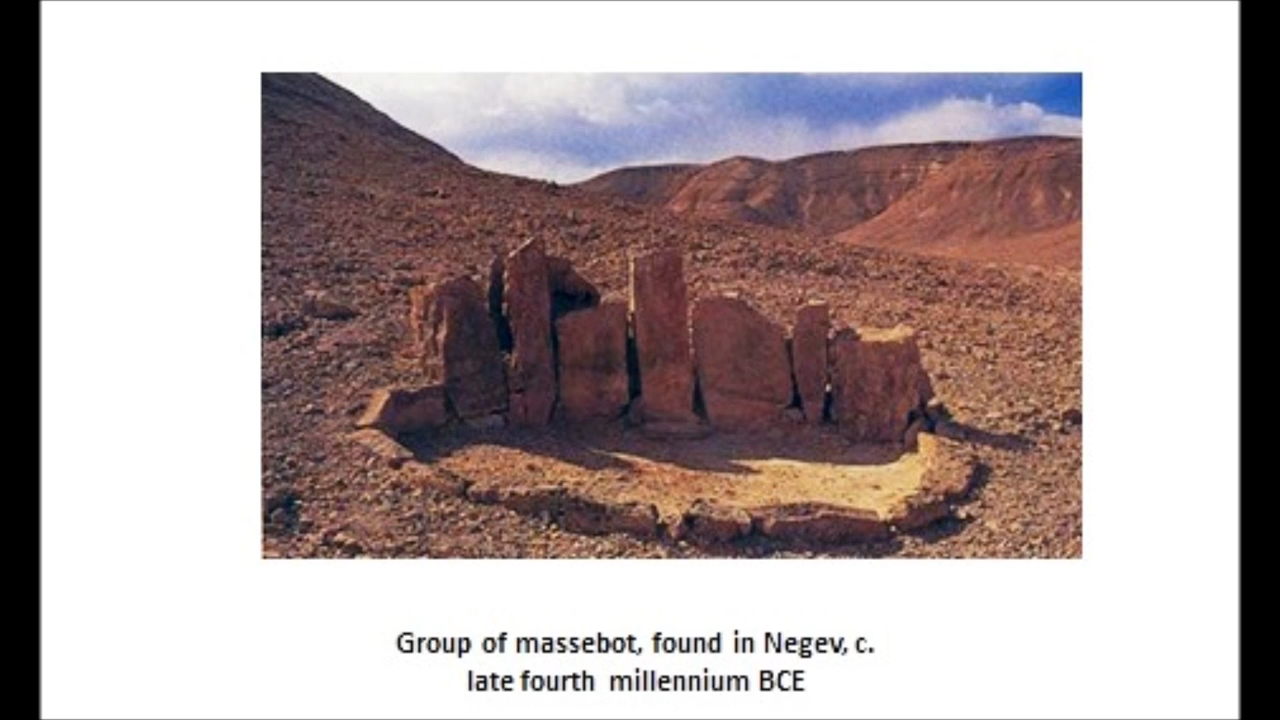 Group of massebot, found in Negev, c.
late fourth millennium BCE